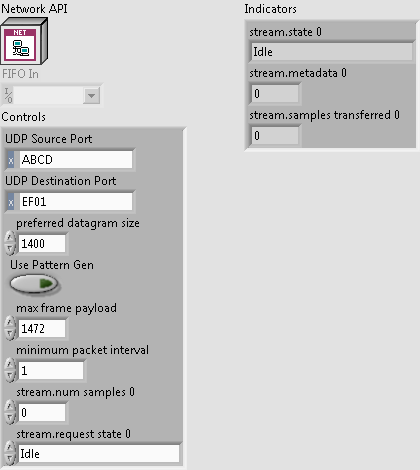 Network API
NET
FIFO In
I/O
Controls
UDP Source Port
x ABCD
UDP Destination Port
x EF01
preferred datagram size
1400
Use Pattern Gen
max frame payload
1472
minimum packet interval
1
stream.num samples 0
0
stream.request state 0
Idle
Indicators
stream.state 0
Idle
stream.metadata 0
0
stream.samples transferred 0
0